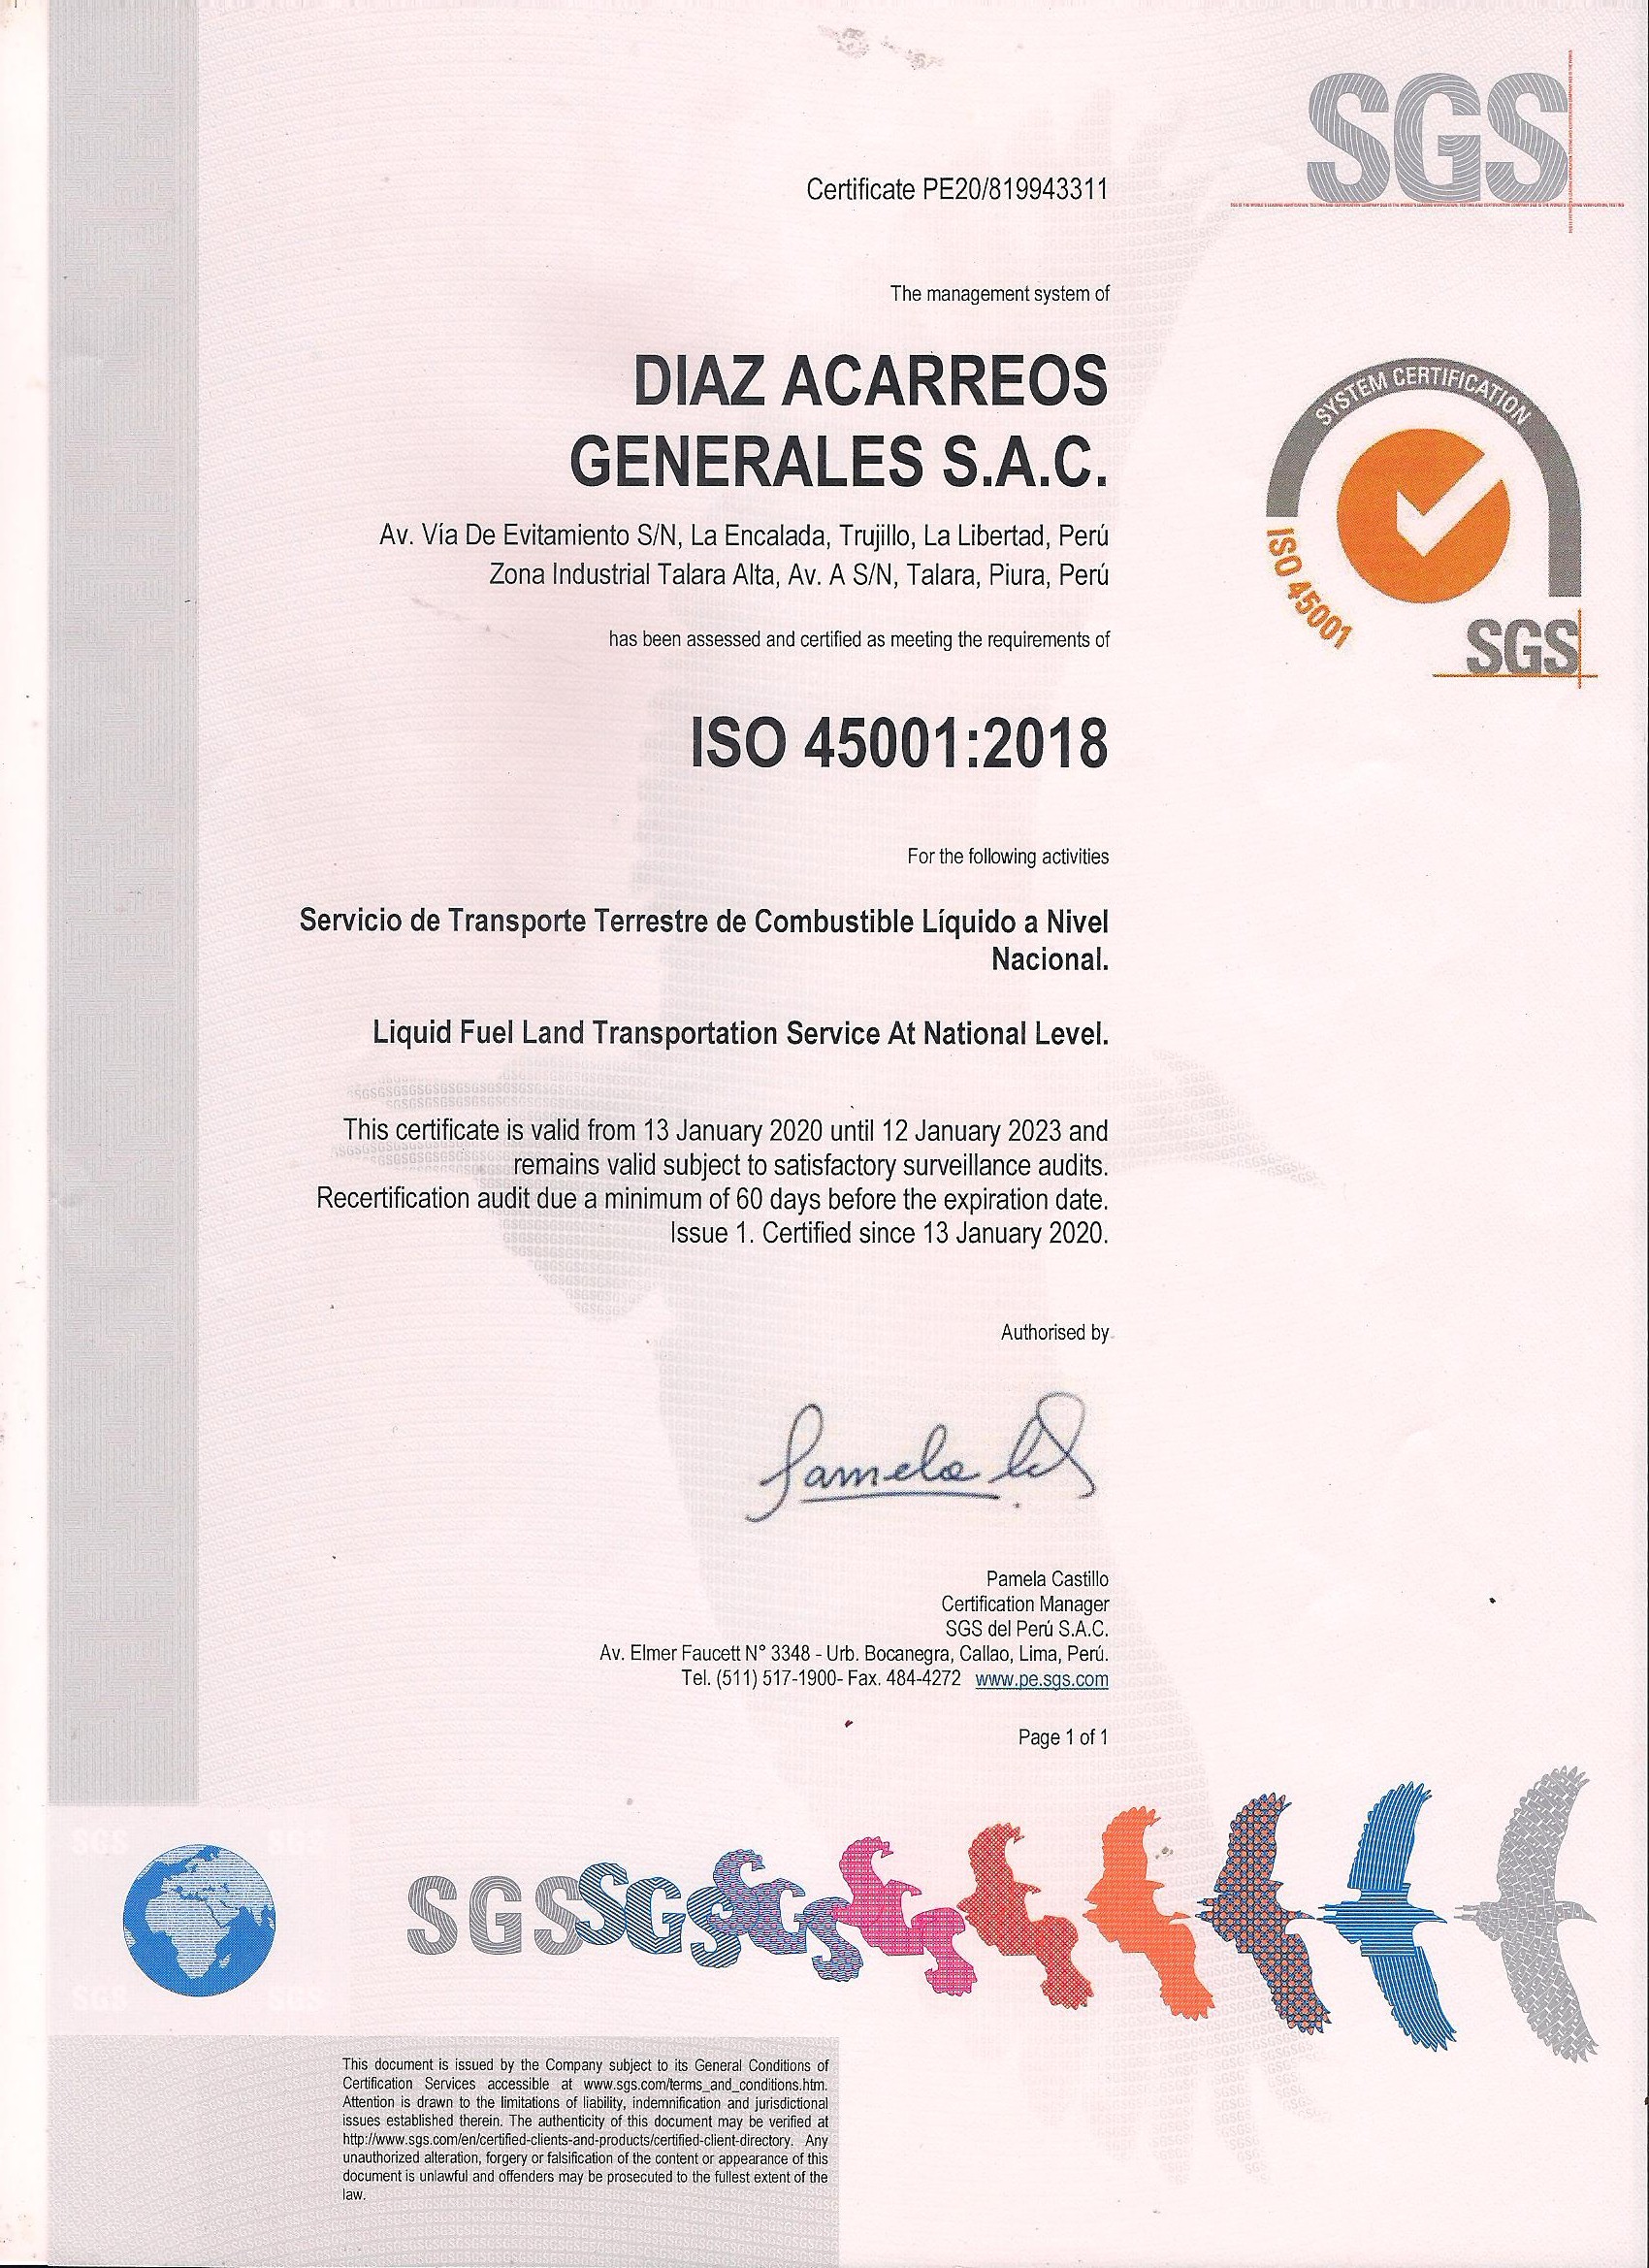 SGS
Certificate PE20/819943311
The management system of
DIAZ ACARREOS
GENERALES S.A.C.
Av. Vía De Evitamiento S/N, La Encalada, Trujillo, La Libertad, Perú
Zona Industrial Talara Alta, Av. A S/N, Talara, Piura, Perú
has been assessed and certified as meeting the requirements of
SYSTEM CERTIFICATION
ISO 45001
SGS
ISO 45001:2018
For the following activities
Servicio de Transporte Terrestre de Combustible Líquido a Nivel
Nacional.
Liquid Fuel Land Transportation Service At National Level.
This certificate is valid from 13 January 2020 until 12 January 2023 and
remains valid subject to satisfactory surveillance audits.
Recertification audit due a minimum of 60 days before the expiration date.
Issue 1. Certified since 13 January 2020.
Authorised by
Pamela
Pamela Castillo
Certification Manager
SGS del Perú S.A.C.
Av. Elmer Faucett N° 3348 - Urb. Bocanegra, Callao, Lima, Perú.
Tel. (511) 517-1900- Fax. 484-4272 www.pe.sgs.com
Page 1 of 1
SGS SGS SGS
This document is issued by the Company subject to its General Conditions of
Certification Services accessible at www.sgs.com/terms_and_conditions.htm.
Attention is drawn to the limitations of liability, indemnification and jurisdictional
issues established therein. The authenticity of this document may be verified at
http://www.sgs.com/en/certified-clients-and-products/certified-client-directory. Any
unauthorized alteration, forgery or falsification of the content or appearance of this
document is unlawful and offenders may be prosecuted to the fullest extent of the
law.